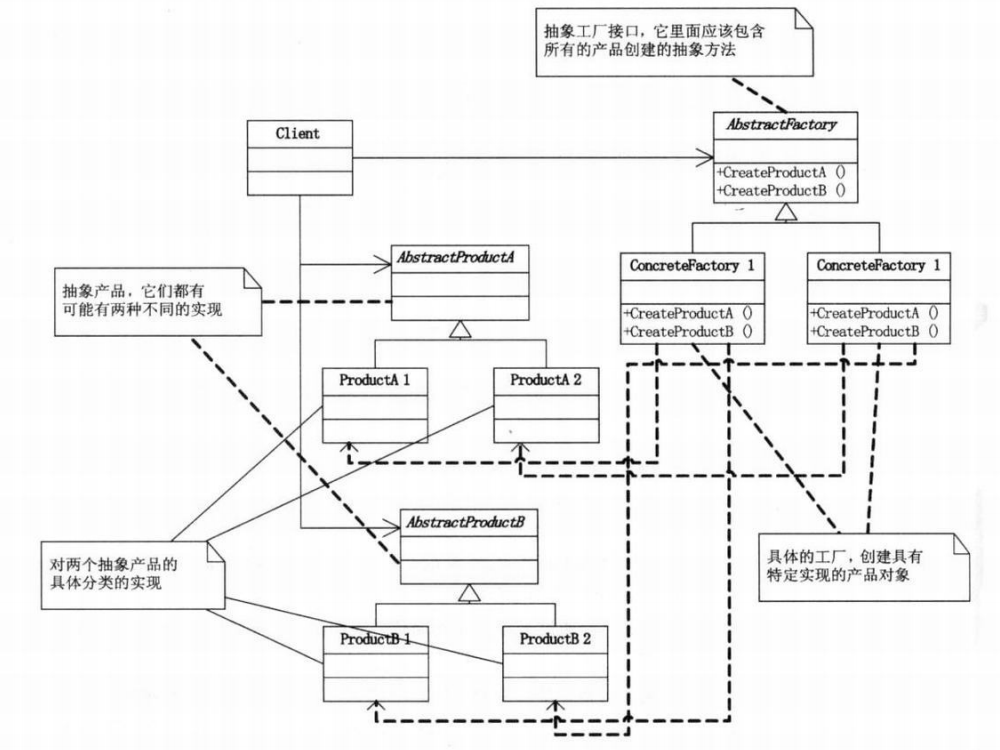 抽象工厂接口，它里面应该包含
所有的产品创建的抽象方法
Client
AbstractFactory
+CreateProductA ()
+CreateProductB ()
AbstractProductA
ConcreteFactory 1
+CreateProductA ()
+CreateProductB ()
ConcreteFactory 1
+CreateProductA ()
+CreateProductB ()
抽象产品，它们都有
可能有两种不同的实现
ProductA 1
ProductA 2
AbstractProductB
对两个抽象产品的
具体分类的实现
具体的工厂，创建具有
特定实现的产品对象
ProductB 1
ProductB 2